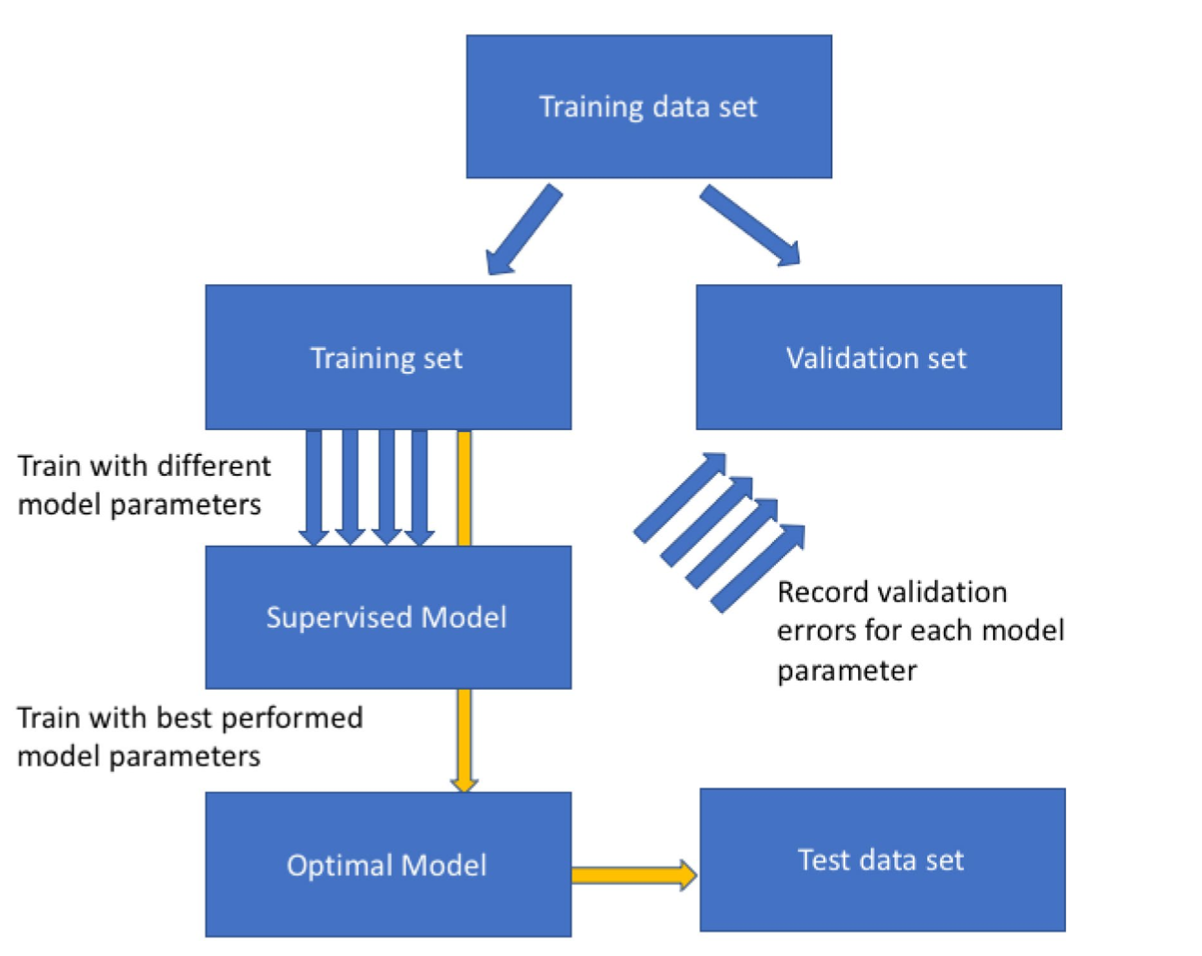 Training data set
Training set
Validation set
Train with different
model parameters
Supervised Model
Record validation
errors for each model
parameter
Train with best performed
model parameters
Optimal Model
Test data set